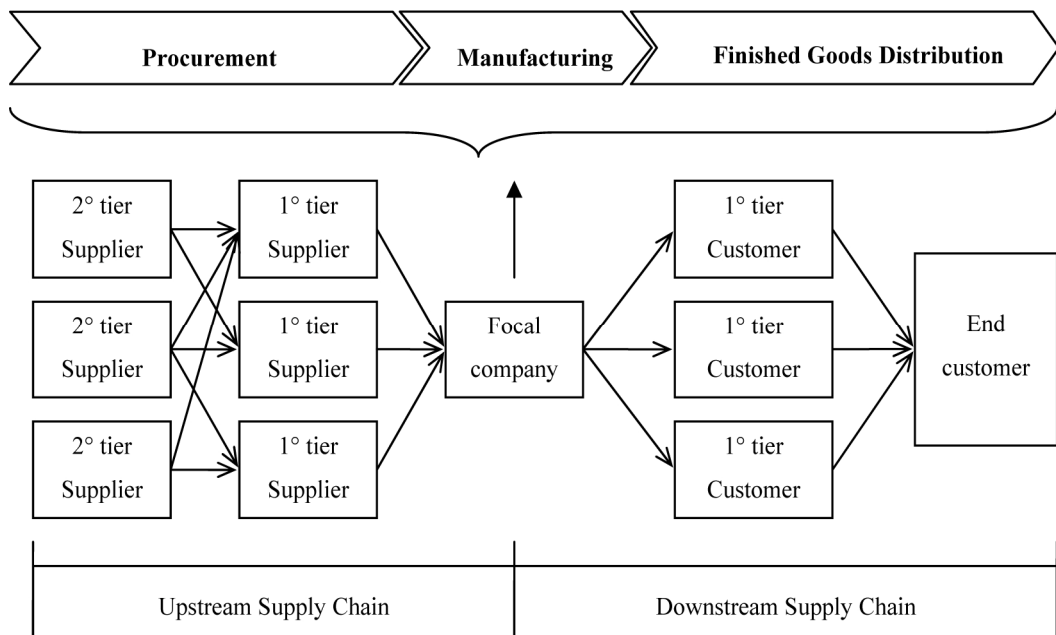 Procurement
Manufacturing
Finished Goods Distribution
2° tier
Supplier
1° tier
Supplier
1° tier
Customer
2° tier
Supplier
1° tier
Supplier
Focal
company
1° tier
Customer
End
customer
2° tier
Supplier
1° tier
Supplier
1° tier
Customer
Upstream Supply Chain
Downstream Supply Chain